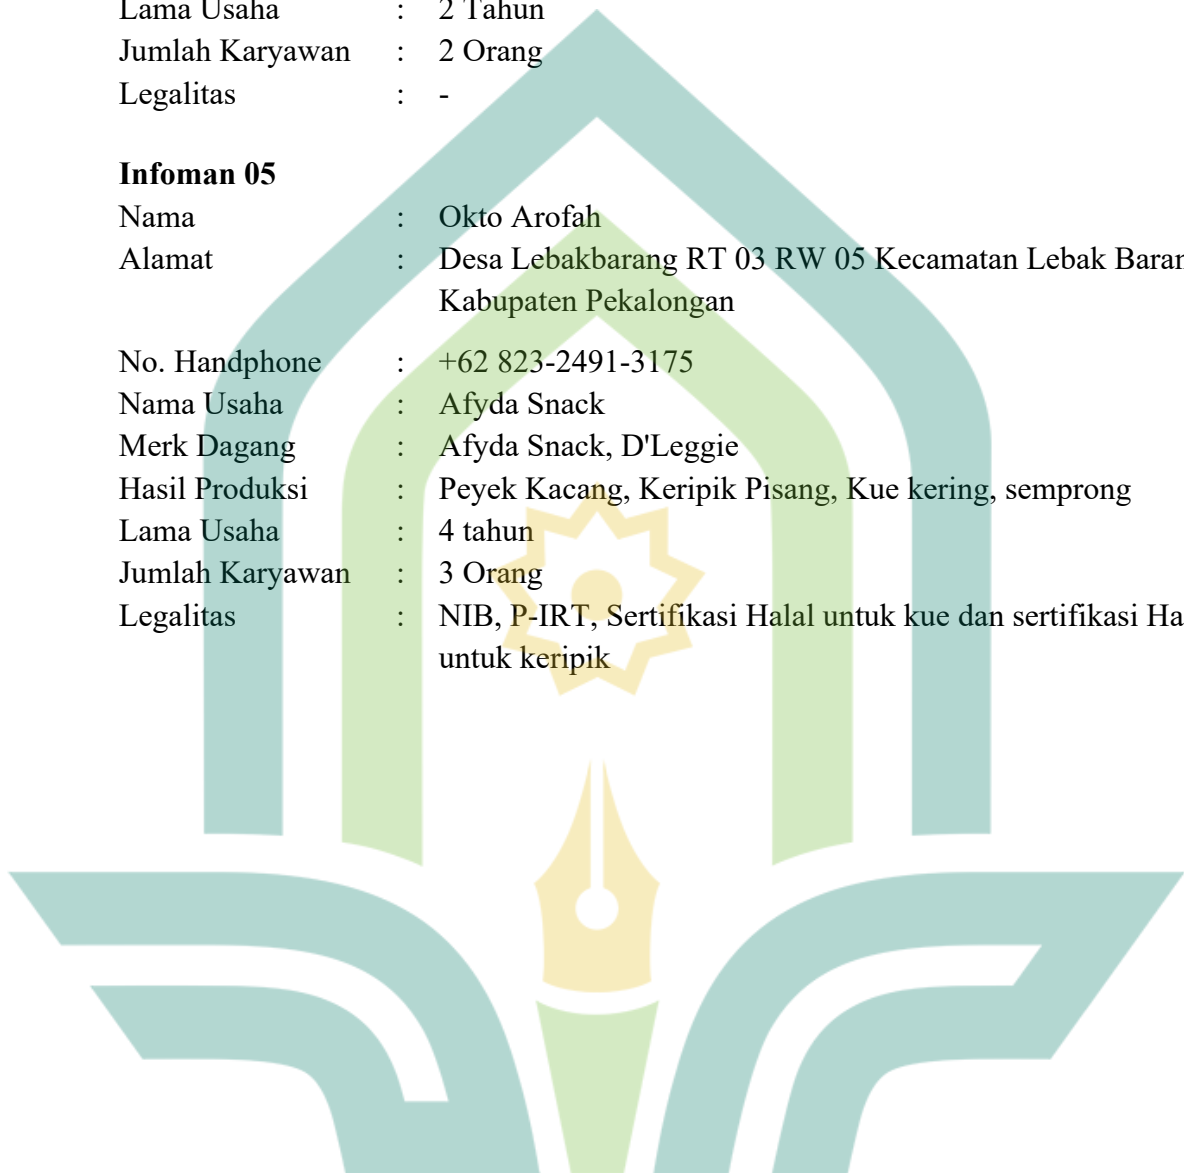 Lama Usaha : 2 Tahun
Jumlah Karyawan : 2 Orang
Legalitas : -
Infoman 05
Nama : Okto Arofah
Alamat : Desa Lebakbarang RT 03 RW 05 Kecamatan Lebak Baran
Kabupaten Pekalongan
No. Handphone : +62 823-2491-3175
Nama Usaha : Afyda Snack
Merk Dagang : Afyda Snack, D'Leggie
Hasil Produksi : Peyek Kacang, Keripik Pisang, Kue kering, semprong
Lama Usaha : 4 tahun
Jumlah Karyawan : 3 Orang
Legalitas : NIB, P-IRT, Sertifikasi Halal untuk kue dan sertifikasi Ha
untuk keripik